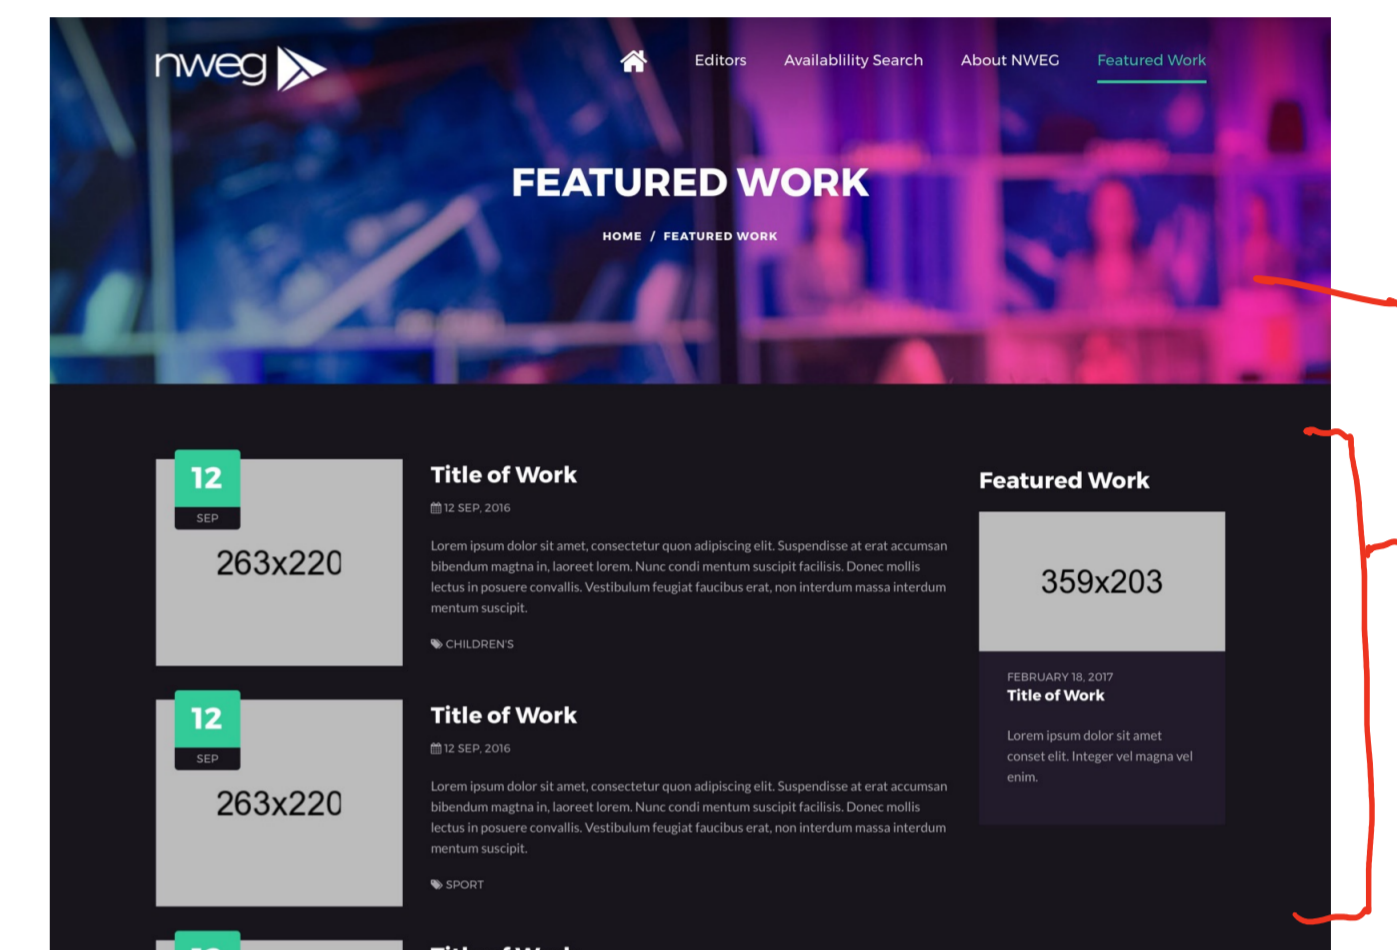 nweg
Editors
Availablility Search
About NWEG
Featured Work
FEATURED WORK
HOME / FEATURED WORK
12
SEP
263x220
Title of Work
12 SEP, 2016
Lorem ipsum dolor sit amet, consectetur quon adipiscing elit. Suspendisse at erat accumsan
bibendum magtna in, laoreet lorem. Nunc condi mentum suscipit facilisis. Donec mollis
lectus in posuere convallis. Vestibulum feugiat faucibus erat, non interdum massa interdum
mentum suscipit.
CHILDREN'S
12
SEP
263x220
Title of Work
12 SEP, 2016
Lorem ipsum dolor sit amet, consectetur quon adipiscing elit. Suspendisse at erat accumsan
bibendum magtna in, laoreet lorem. Nunc condi mentum suscipit facilisis. Donec mollis
lectus in posuere convallis. Vestibulum feugiat faucibus erat, non interdum massa interdum
mentum suscipit.
SPORT
Featured Work
359x203
FEBRUARY 18, 2017
Title of Work
Lorem ipsum dolor sit amet
conset elit. Integer vel magna vel
enim.